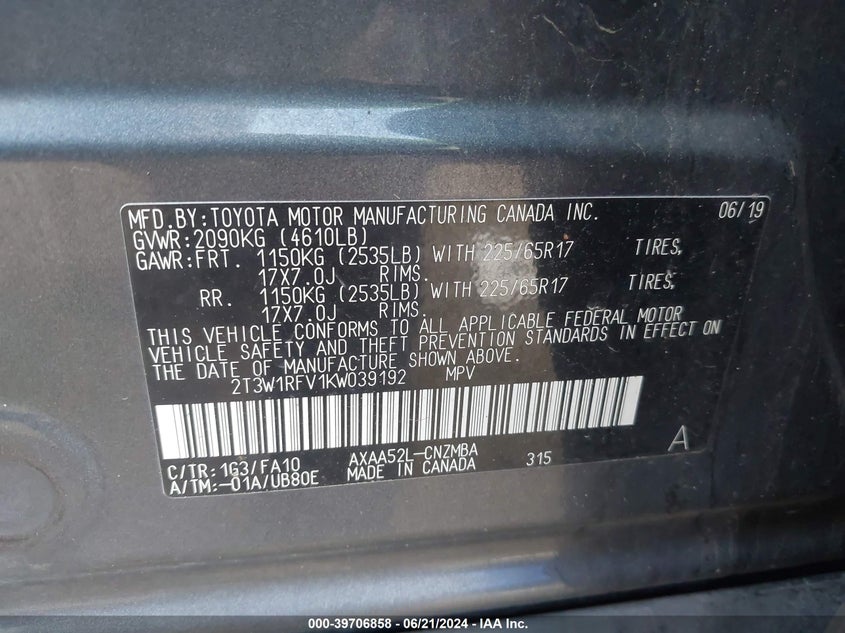 MFD.BY:TOYOTA MOTOR MANUFACTURING CANADA INC. 06/19
GVWR:2090KG (4610LB)
GAWR:FRT. 1150KG (2535LB) WITH 225/65R17 TIRES,
17X7.0J RIMS.
RR. 1150KG (2535LB) WITH 225/65R17 TIRES,
17X7.0J RIMS.
THIS VEHICLE CONFORMS TO ALL APPLICABLE FEDERAL MOTOR
VEHICLE SAFETY AND THEFT PREVENTION STANDARDS IN EFFECT ON
THE DATE OF MANUFACTURE SHOWN ABOVE.
2T3W1RFV1KW039192 MPV
C/TR:1G3/FA10 AXAA52L-CNZMBA 315 A
A/TM:-01A/UB80E MADE IN CANADA
000-39706858 - 06/21/2024 - IAA Inc.